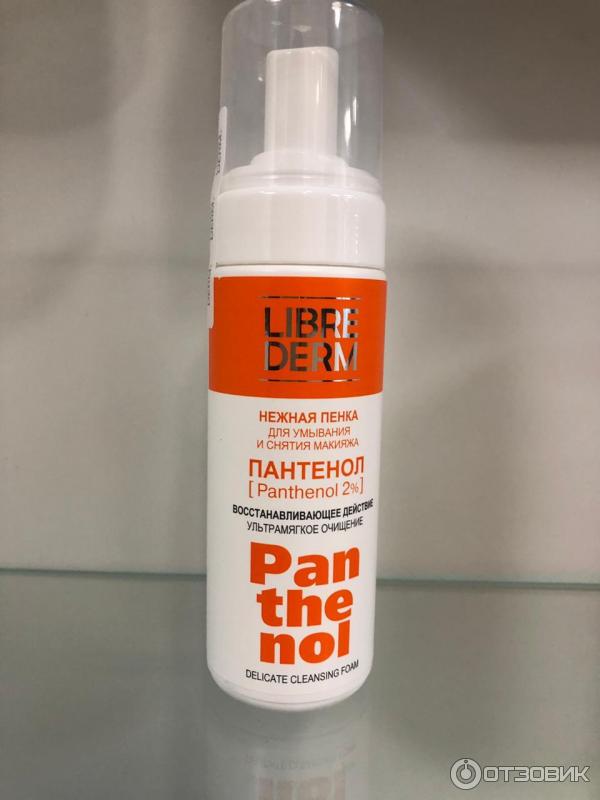 LIBRE
DERM
НЕЖНАЯ ПЕНКА
ДЛЯ УМЫВАНИЯ
И СНЯТИЯ МАКИЯЖА
ПАНТЕНОЛ
[Panthenol 2%]
ВОССТАНАВЛИВАЮЩЕЕ ДЕЙСТВИЕ
УЛЬТРАМЯГКОЕ ОЧИЩЕНИЕ
Pan
the
nol
DELICATE CLEANSING FOAM
ОТЗОВИК